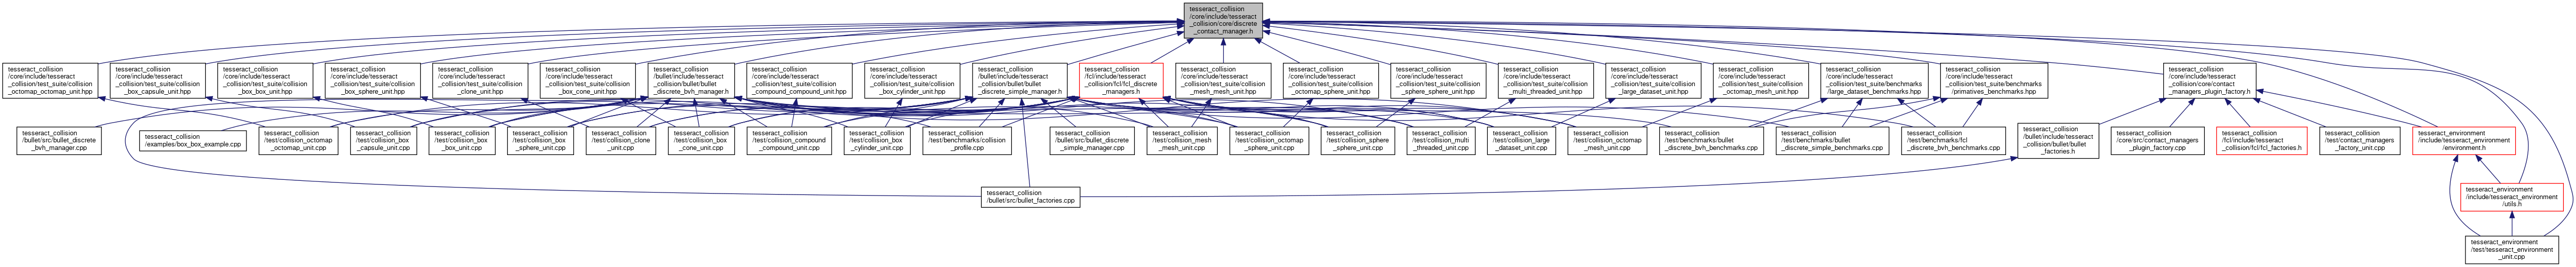 tesseract_collision
/core/include/tesseract
_collision/core/discrete
_contact_manager.h
tesseract_collision
/core/include/tesseract
_collision/test_suite/collision
_octomap_octomap_unit.hpp
tesseract_collision
/core/include/tesseract
_collision/test_suite/collision
_box_capsule_unit.hpp
tesseract_collision
/core/include/tesseract
_collision/test_suite/collision
_box_box_unit.hpp
tesseract_collision
/core/include/tesseract
_collision/test_suite/collision
_box_sphere_unit.hpp
tesseract_collision
/core/include/tesseract
_collision/test_suite/collision
_clone_unit.hpp
tesseract_collision
/core/include/tesseract
_collision/test_suite/collision
_box_cone_unit.hpp
tesseract_collision
/bullet/include/tesseract
_collision/bullet/bullet
_discrete_bvh_manager.h
tesseract_collision
/core/include/tesseract
_collision/test_suite/collision
_compound_compound_unit.hpp
tesseract_collision
/core/include/tesseract
_collision/test_suite/collision
_box_cylinder_unit.hpp
tesseract_collision
/bullet/include/tesseract
_collision/bullet/bullet
_discrete_simple_manager.h
tesseract_collision
/fcl/include/tesseract
_collision/fcl/fcl_discrete
_managers.h
tesseract_collision
/core/include/tesseract
_collision/test_suite/collision
_mesh_mesh_unit.hpp
tesseract_collision
/core/include/tesseract
_collision/test_suite/collision
_octomap_sphere_unit.hpp
tesseract_collision
/core/include/tesseract
_collision/test_suite/collision
_sphere_sphere_unit.hpp
tesseract_collision
/core/include/tesseract
_collision/test_suite/collision
_multi_threaded_unit.hpp
tesseract_collision
/core/include/tesseract
_collision/test_suite/collision
_large_dataset_unit.hpp
tesseract_collision
/core/include/tesseract
_collision/test_suite/collision
_octomap_mesh_unit.hpp
tesseract_collision
/core/include/tesseract
_collision/test_suite/benchmarks
/large_dataset_benchmarks.hpp
tesseract_collision
/core/include/tesseract
_collision/test_suite/benchmarks
/primatives_benchmarks.hpp
tesseract_collision
/core/include/tesseract
_collision/core/contact
_managers_plugin_factory.h
tesseract_collision
/bullet/src/bullet_discrete
_bvh_manager.cpp
tesseract_collision
/examples/box_box_example.cpp
tesseract_collision
/test/collision_octomap
_octomap_unit.cpp
tesseract_collision
/test/collision_box
_capsule_unit.cpp
tesseract_collision
/test/collision_box
_box_unit.cpp
tesseract_collision
/test/collision_box
_sphere_unit.cpp
tesseract_collision
/test/collision_clone
_unit.cpp
tesseract_collision
/test/collision_box
_cone_unit.cpp
tesseract_collision
/test/collision_compound
_compound_unit.cpp
tesseract_collision
/test/collision_box
_cylinder_unit.cpp
tesseract_collision
/test/benchmarks/collision
_profile.cpp
tesseract_collision
/bullet/src/bullet_discrete
_simple_manager.cpp
tesseract_collision
/test/collision_mesh
_mesh_unit.cpp
tesseract_collision
/test/collision_octomap
_sphere_unit.cpp
tesseract_collision
/test/collision_sphere
_sphere_unit.cpp
tesseract_collision
/test/collision_multi
_threaded_unit.cpp
tesseract_collision
/test/collision_large
_dataset_unit.cpp
tesseract_collision
/test/collision_octomap
_mesh_unit.cpp
tesseract_collision
/test/benchmarks/bullet
_discrete_bvh_benchmarks.cpp
tesseract_collision
/test/benchmarks/bullet
_discrete_simple_benchmarks.cpp
tesseract_collision
/test/benchmarks/fcl
_discrete_bvh_benchmarks.cpp
tesseract_collision
/bullet/include/tesseract
_collision/bullet/bullet
_factories.h
tesseract_collision
/core/src/contact_managers
_plugin_factory.cpp
tesseract_collision
/fcl/include/tesseract
_collision/fcl/fcl_factories.h
tesseract_collision
/test/contact_managers
_factory_unit.cpp
tesseract_environment
/include/tesseract_environment
/environment.h
tesseract_collision
/bullet/src/bullet_factories.cpp
tesseract_environment
/include/tesseract_environment
/utils.h
tesseract_environment
/test/tesseract_environment
_unit.cpp